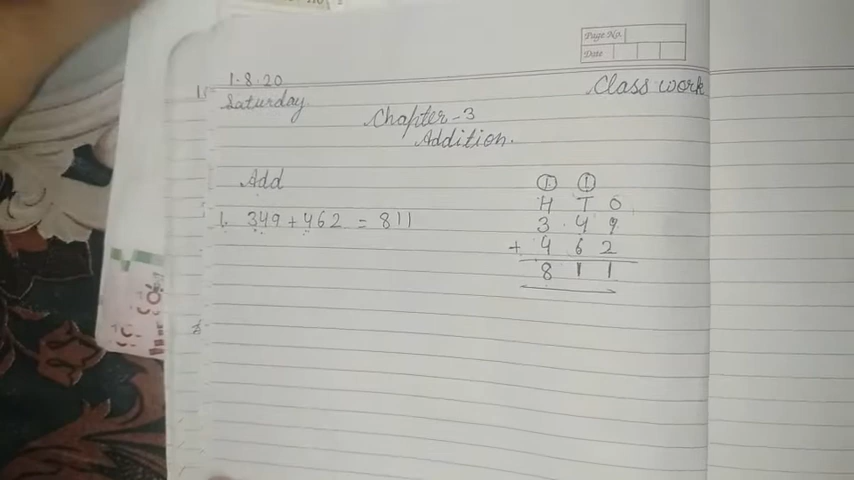 Page No.
Date
1.8.20
Class work
Saturday
Chapter-3
Addition.
Add
1. 349 + 462 = 811
1 1
H T O
3 4 9
+ 4 6 2
8 1 1